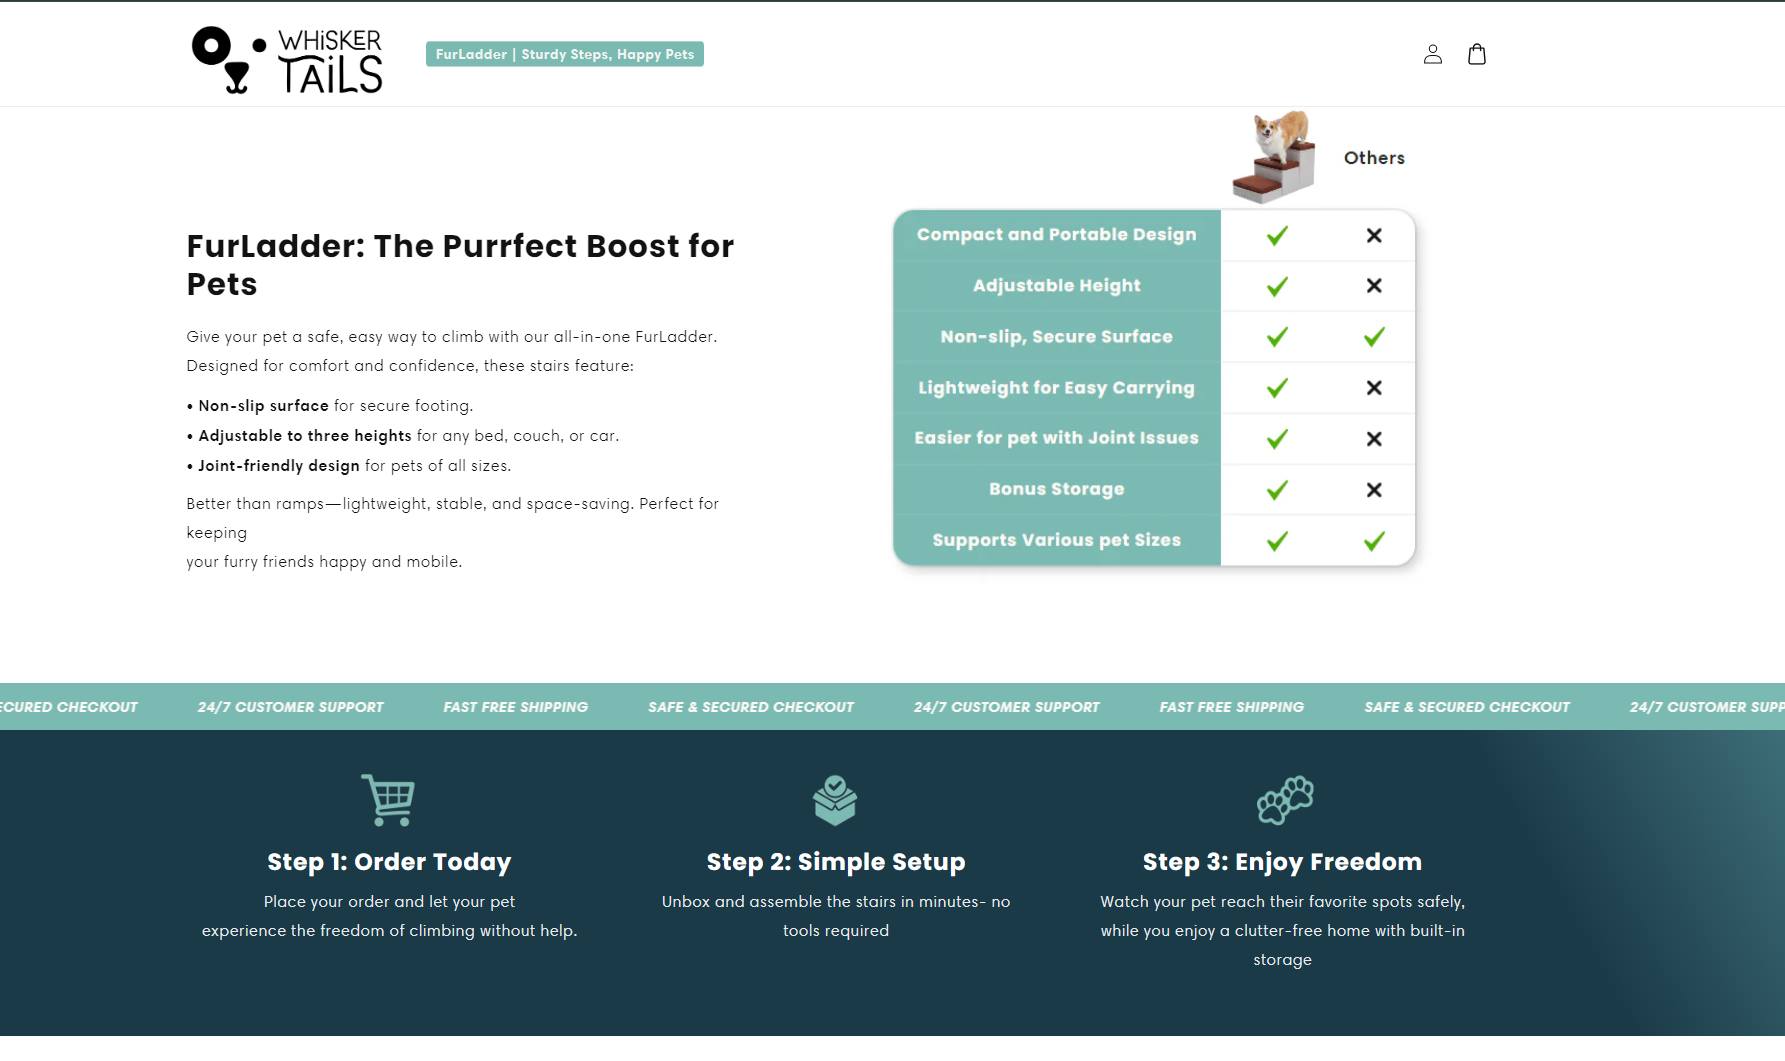 WHiSKER
TAiLS
FurLadder | Sturdy Steps, Happy Pets
Others
FurLadder: The Purrfect Boost for
Pets
Give your pet a safe, easy way to climb with our all-in-one FurLadder.
Designed for comfort and confidence, these stairs feature:
• Non-slip surface for secure footing.
• Adjustable to three heights for any bed, couch, or car.
• Joint-friendly design for pets of all sizes.
Better than ramps—lightweight, stable, and space-saving. Perfect for
keeping
your furry friends happy and mobile.
Compact and Portable Design
Adjustable Height
Non-slip, Secure Surface
Lightweight for Easy Carrying
Easier for pet with Joint Issues
Bonus Storage
Supports Various pet Sizes
ECURED CHECKOUT 24/7 CUSTOMER SUPPORT FAST FREE SHIPPING SAFE & SECURED CHECKOUT 24/7 CUSTOMER SUPPORT FAST FREE SHIPPING SAFE & SECURED CHECKOUT 24/7 CUSTOMER SUPP
Step 1: Order Today
Place your order and let your pet
experience the freedom of climbing without help.
Step 2: Simple Setup
Unbox and assemble the stairs in minutes- no
tools required
Step 3: Enjoy Freedom
Watch your pet reach their favorite spots safely,
while you enjoy a clutter-free home with built-in
storage